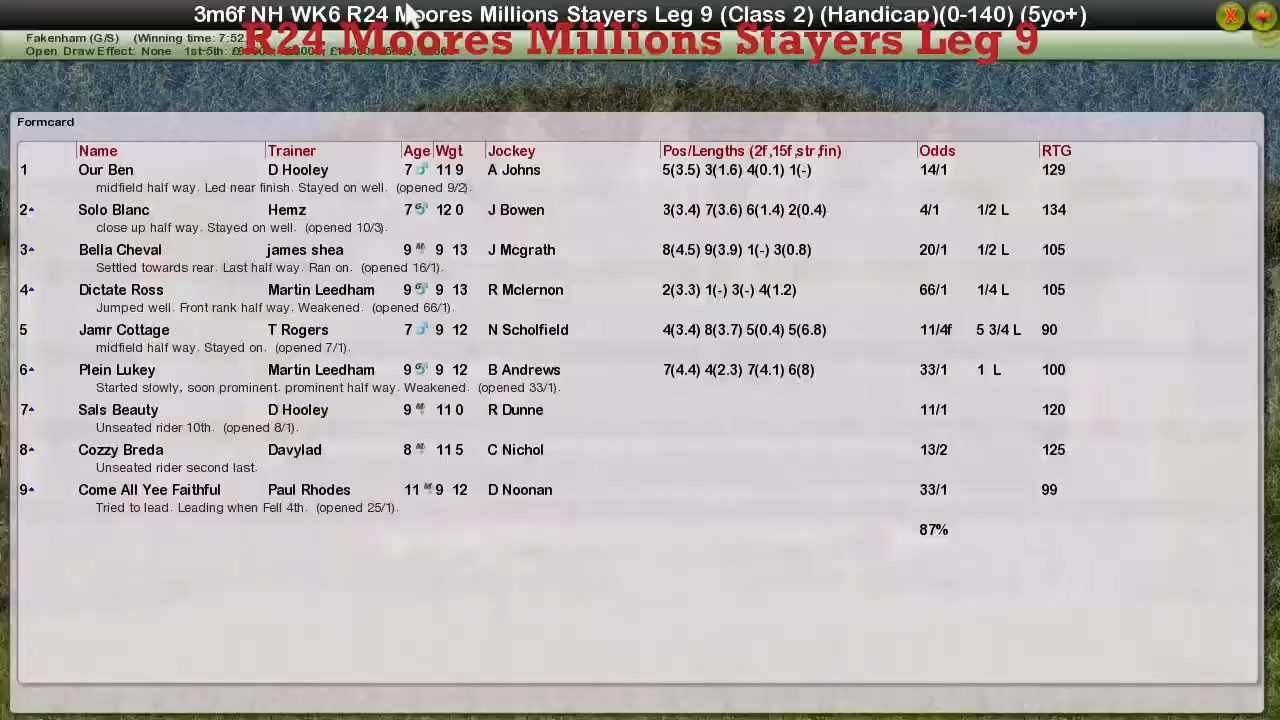 3m6f NH WK6 R24 Moores Millions Stayers Leg 9 (Class 2) (Handicap)(0-140) (5yo+)
R24 Moores Millions Stayers Leg 9
Fakenham (G/S) (Winning time: 7:52
Open Draw Effect: None 1st-5th:
Formcard
Name Trainer Age Wgt Jockey Pos/Lengths (2f,15f,str,fin) Odds RTG
1 Our Ben D Hooley 7 11 9 A Johns 5(3.5) 3(1.6) 4(0.1) 1(-) 14/1 129
midfield half way. Led near finish. Stayed on well. (opened 9/2).
2 Solo Blanc Hemz 7 12 0 J Bowen 3(3.4) 7(3.6) 6(1.4) 2(0.4) 4/1 1/2 L 134
close up half way. Stayed on well. (opened 10/3).
3 Bella Cheval james shea 9 9 13 J Mcgrath 8(4.5) 9(3.9) 1(-) 3(0.8) 20/1 1/2 L 105
Settled towards rear. Last half way. Ran on. (opened 16/1).
4 Dictate Ross Martin Leedham 9 9 13 R Mclernon 2(3.3) 1(-) 3(-) 4(1.2) 66/1 1/4 L 105
Jumped well. Front rank half way. Weakened. (opened 66/1).
5 Jamr Cottage T Rogers 7 9 12 N Scholfield 4(3.4) 8(3.7) 5(0.4) 5(6.8) 11/4f 5 3/4 L 90
midfield half way. Stayed on. (opened 7/1).
6 Plein Lukey Martin Leedham 9 9 12 B Andrews 7(4.4) 4(2.3) 7(4.1) 6(8) 33/1 1 L 100
Started slowly, soon prominent. prominent half way. Weakened. (opened 33/1).
7 Sals Beauty D Hooley 9 11 0 R Dunne 11/1 120
Unseated rider 10th. (opened 8/1).
8 Cozzy Breda Davylad 8 11 5 C Nichol 13/2 125
Unseated rider second last.
9 Come All Yee Faithful Paul Rhodes 11 9 12 D Noonan 33/1 99
Tried to lead. Leading when Fell 4th. (opened 25/1).
87%